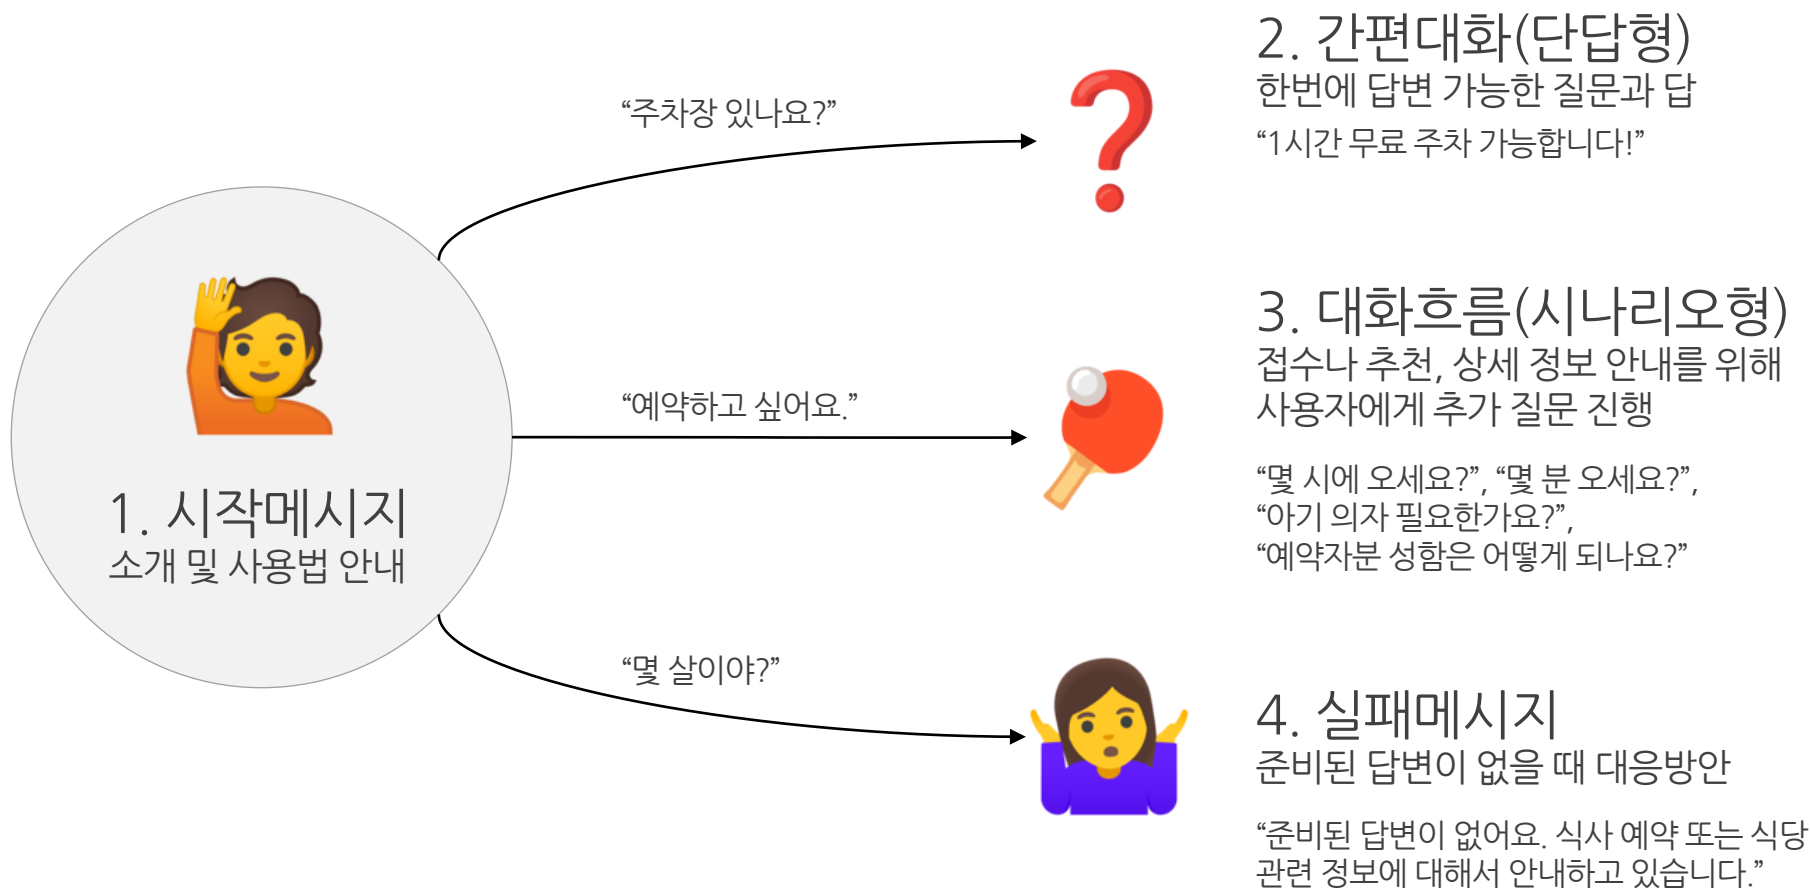 1. 시작메시지
소개 및 사용법 안내
“주차장 있나요?”
2. 간편대화(단답형)
한번에 답변 가능한 질문과 답
“1시간 무료 주차 가능합니다!”
“예약하고 싶어요.”
3. 대화흐름(시나리오형)
접수나 추천, 상세 정보 안내를 위해
사용자에게 추가 질문 진행
“몇 시에 오세요?”, “몇 분 오세요?”,
“아기 의자 필요한가요?”,
“예약자분 성함은 어떻게 되나요?”
“몇 살이야?”
4. 실패메시지
준비된 답변이 없을 때 대응방안
“준비된 답변이 없어요. 식사 예약 또는 식당
관련 정보에 대해서 안내하고 있습니다.”